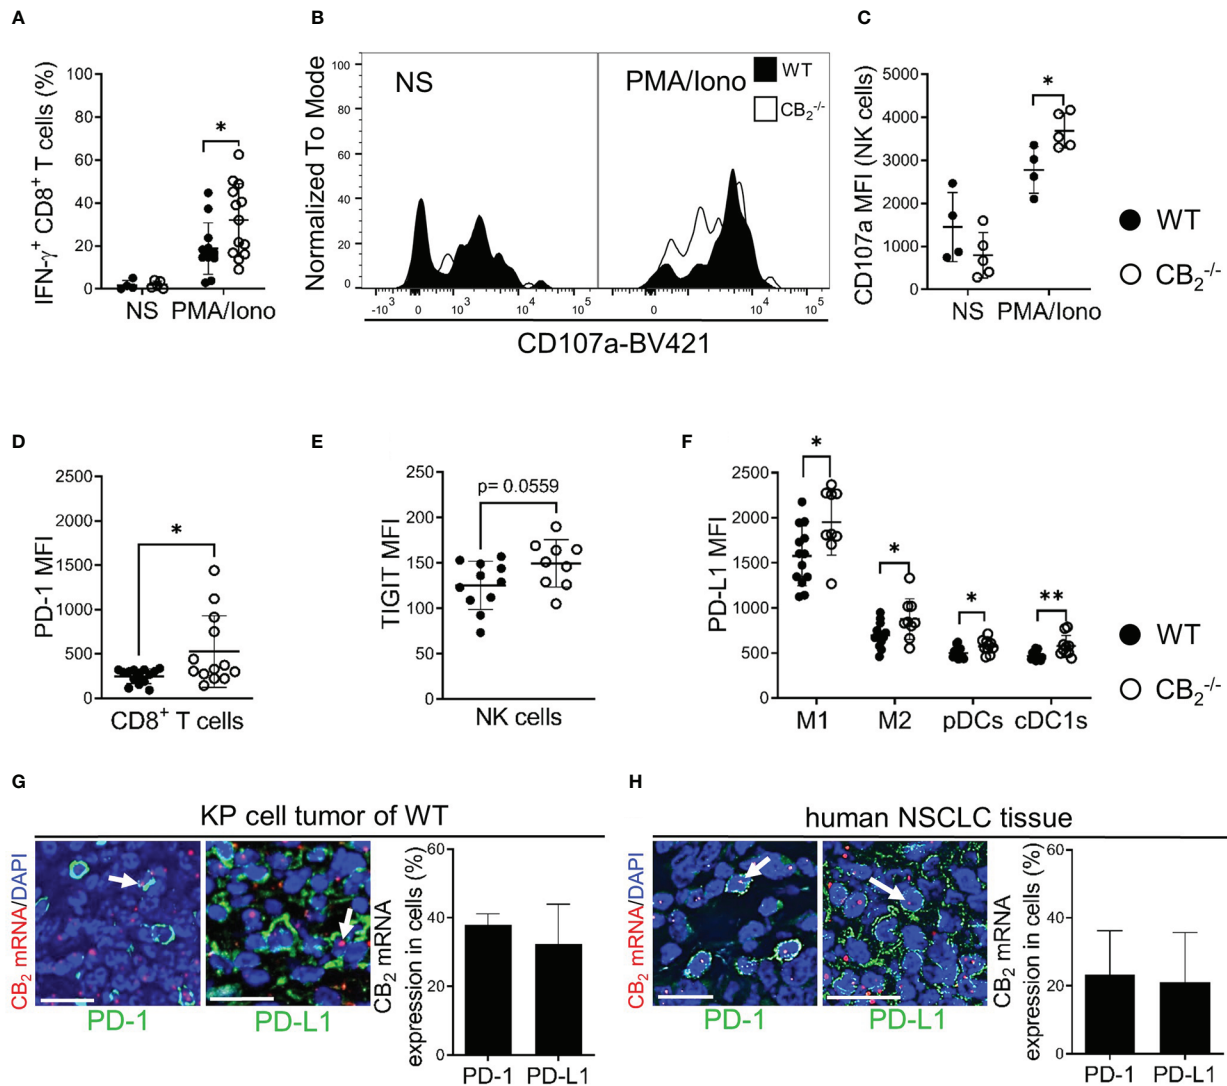 A
IFN-γ+ CD8+ T cells (%)
100
80
60
40
20
0
*
NS
PMA/Iono
B
Normalized To Mode
100
80
60
40
20
0
NS
PMA/Iono
WT
CB2-/-
-10^3
0
10^3
10^4
10^5
0
10^4
10^5
CD107a-BV421
C
CD107a MFI (NK cells)
5000
4000
3000
2000
1000
0
*
NS
PMA/Iono
WT
CB2-/-
D
PD-1 MFI
2500
2000
1500
1000
500
0
*
CD8+ T cells
E
TIGIT MFI
250
200
150
100
50
0
p= 0.0559
NK cells
F
PD-L1 MFI
2500
2000
1500
1000
500
0
*
*
*
**
M1
M2
pDCs
cDC1s
WT
CB2-/-
G
KP cell tumor of WT
CB2 mRNA/DAPI
PD-1
PD-L1
CB2 mRNA
expression in cells (%)
60
40
20
0
PD-1
PD-L1
H
human NSCLC tissue
CB2 mRNA/DAPI
PD-1
PD-L1
CB2 mRNA
expression in cells (%)
60
40
20
0
PD-1
PD-L1